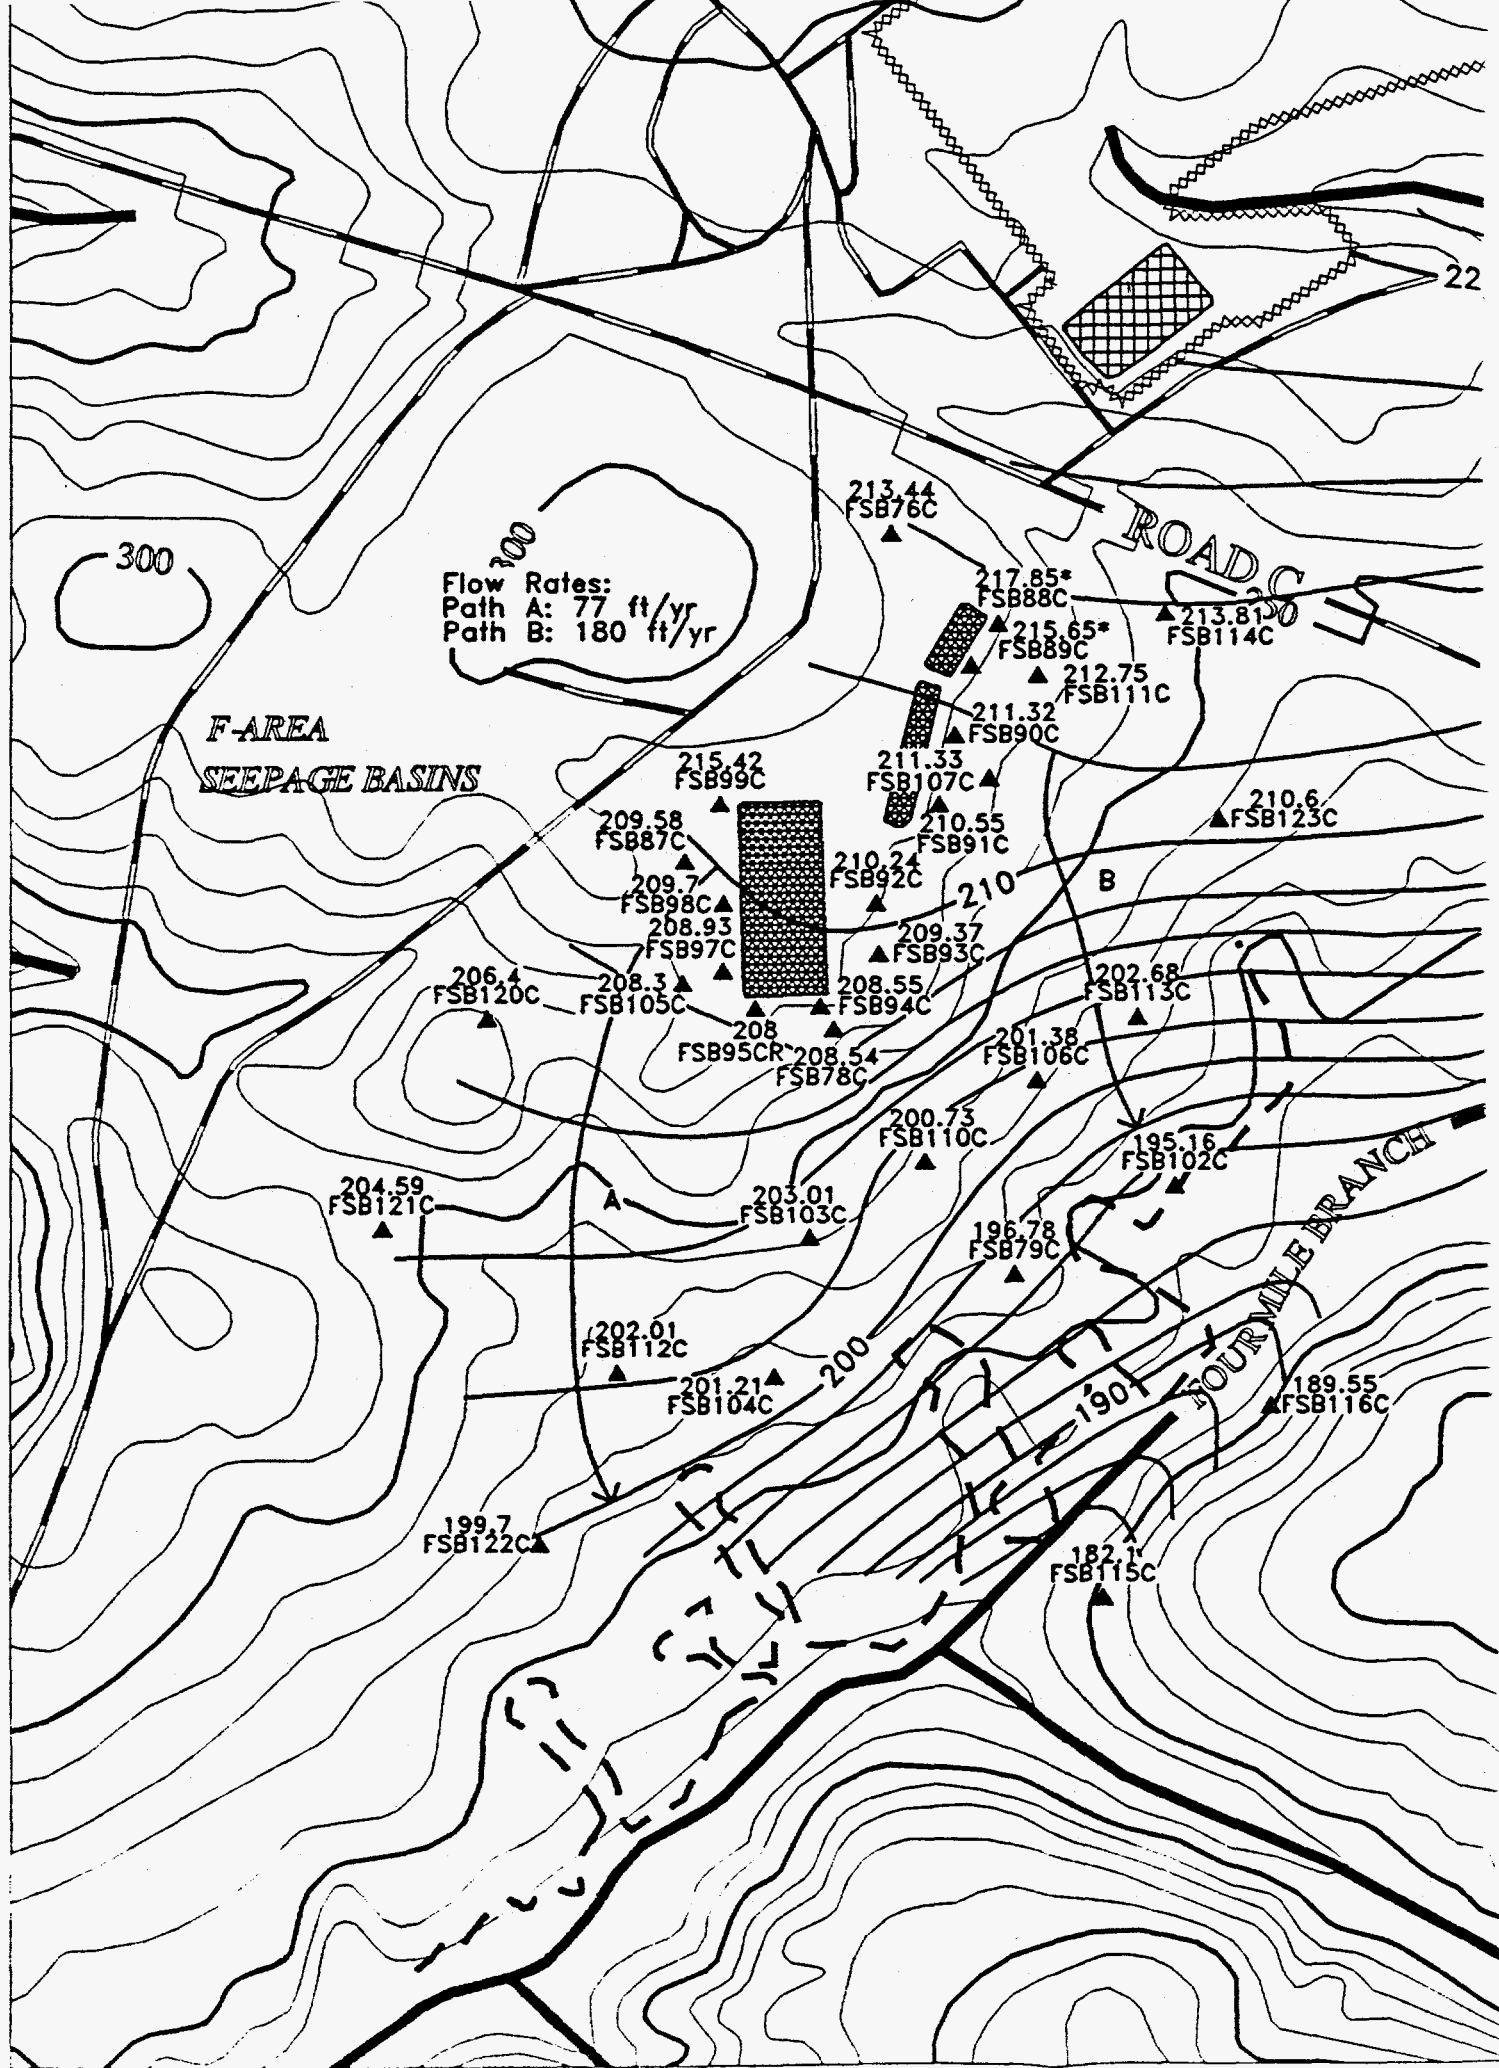 22
213.44
FSB76C
ROAD C
300
300
Flow Rates:
Path A: 77 ft/yr
Path B: 180 ft/yr
217.85*
FSB88C
213.81
FSB114C
215.65*
FSB89C
212.75
FSB111C
211.32
FSB90C
F-AREA
SEEPAGE BASINS
215.42
FSB99C
211.33
FSB107C
210.6
FSB123C
209.58
FSB87C
210.55
FSB91C
210.24
FSB92C
210
B
209.7
FSB98C
208.93
FSB97C
209.37
FSB93C
206.4
FSB120C
208.3
FSB105C
208.55
FSB94C
202.68
FSB113C
208
FSB95CR
208.54
FSB78C
201.38
FSB106C
200.73
FSB110C
195.16
FSB102C
204.59
FSB121C
A
203.01
FSB103C
196.78
FSB79C
FOURMILE BRANCH
202.01
FSB112C
200
201.21
FSB104C
190
189.55
FSB116C
199.7
FSB122C
182.1
FSB115C